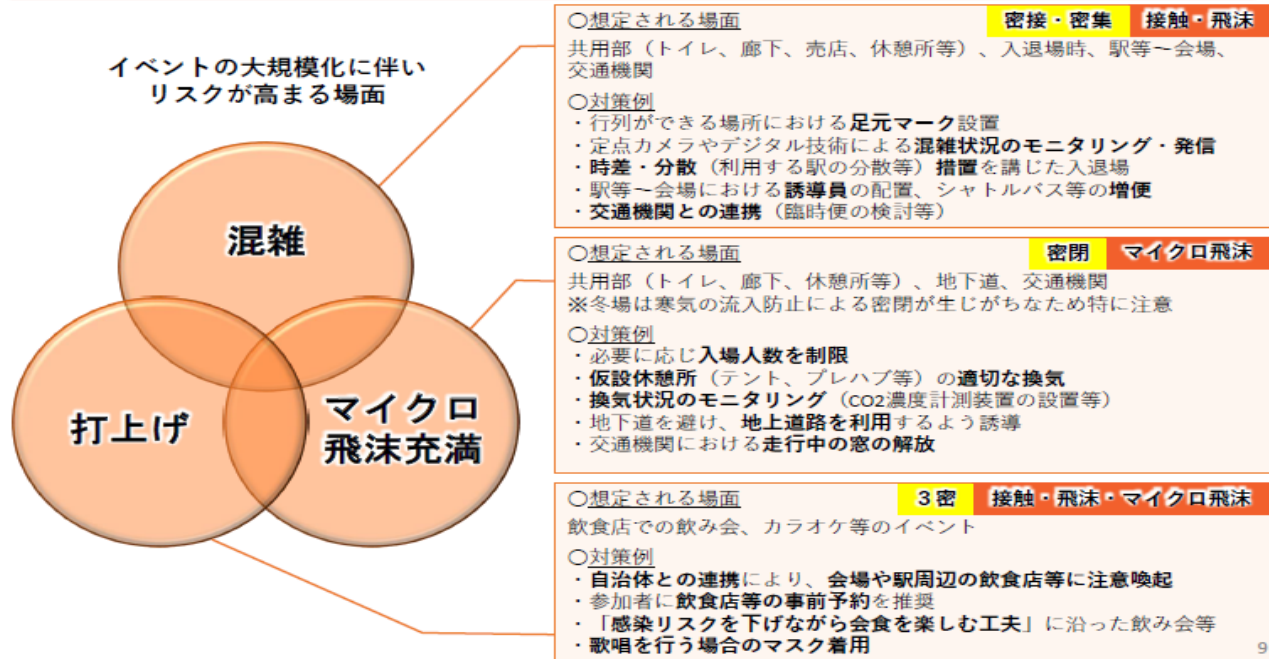 イベントの大規模化に伴い
リスクが高まる場面
混雑
打上げ
マイクロ
飛沫充満
○想定される場面
密接・密集
接触・飛沫
共用部（トイレ、廊下、売店、休憩所等）、入退場時、駅等～会場、
交通機関
○対策例
・行列ができる場所における足元マーク設置
・定点カメラやデジタル技術による混雑状況のモニタリング・発信
・時差・分散（利用する駅の分散等）措置を講じた入退場
・駅等～会場における誘導員の配置、シャトルバス等の増便
・交通機関との連携（臨時便の検討等）
○想定される場面
密閉
マイクロ飛沫
共用部（トイレ、廊下、休憩所等）、地下道、交通機関
※冬場は寒気の流入防止による密閉が生じがちなため特に注意
○対策例
・必要に応じ入場人数を制限
・仮設休憩所（テント、プレハブ等）の適切な換気
・換気状況のモニタリング（CO2濃度計測装置の設置等）
・地下道を避け、地上道路を利用するよう誘導
・交通機関における走行中の窓の解放
○想定される場面
３密
接触・飛沫・マイクロ飛沫
飲食店での飲み会、カラオケ等のイベント
○対策例
・自治体との連携により、会場や駅周辺の飲食店等に注意喚起
・参加者に飲食店等の事前予約を推奨
・「感染リスクを下げながら会食を楽しむ工夫」に沿った飲み会等
・歌唱を行う場合のマスク着用
9